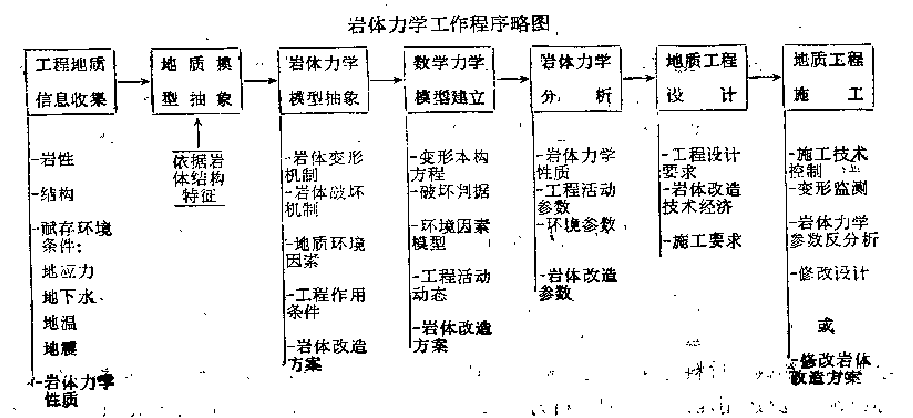 岩体力学工作程序略图
工程地质
信息收集
地质模
型抽象
岩体力学
模型抽象
数学力学
模型建立
岩体力学
分析
地质工程
设计
地质工程
施工
-岩性
-结构
-赋存环境
条件:
地应力
地下水
地温
地震
-岩体力学
性质
依据岩
体结构
特征
-岩体变形
机制
-岩体破坏
机制
-地质环境
因素
-工程作用
条件
-岩体改造
方案
-变形本构
方程
-破坏判据
-环境因素
模型
-工程活动
动态
-岩体改造
方案
-岩体力学
性质
-工程活动
参数
-环境参数
-岩体改造
参数
-工程设计
要求
-岩体改造
技术经济
-施工要求
-施工技术
控制
-变形监测
-岩体力学
参数反分析
-修改设计
或
-修改岩体
改造方案